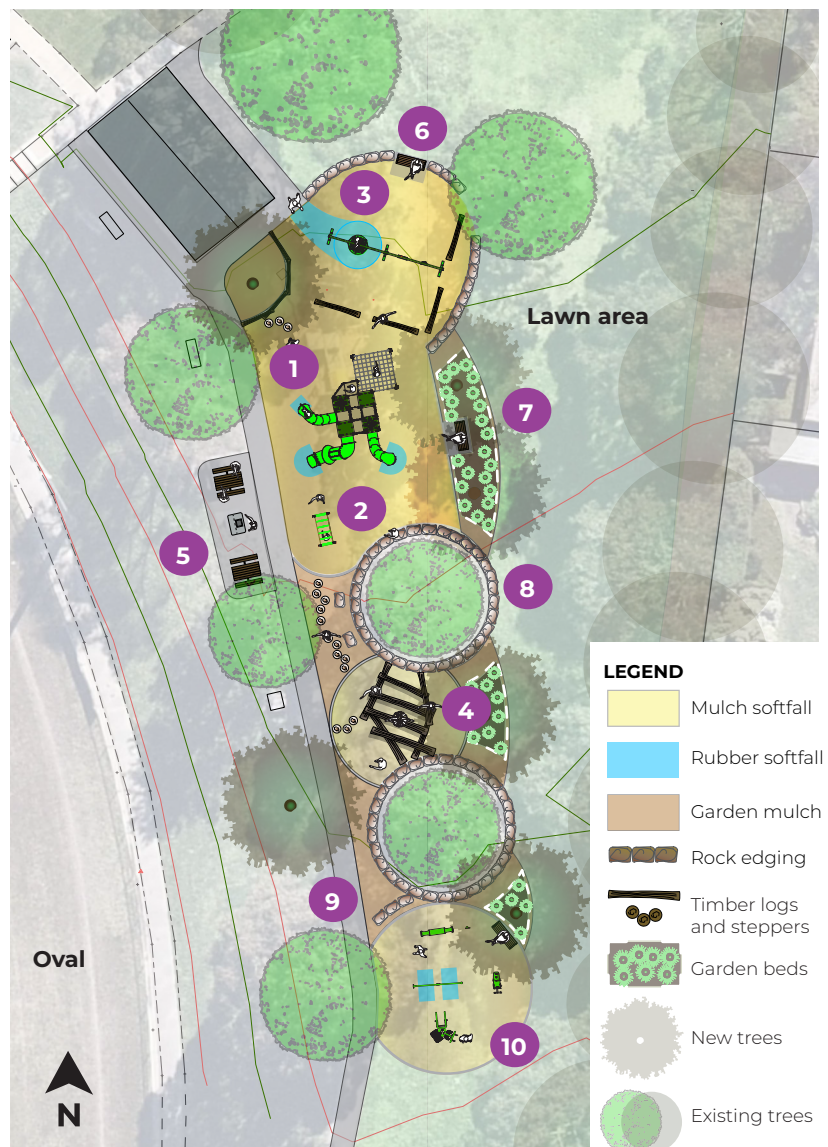 6
3
Lawn area
1
7
2
5
8
4
9
10
Oval
N
LEGEND
Mulch softfall
Rubber softfall
Garden mulch
Rock edging
Timber logs
and steppers
Garden beds
New trees
Existing trees